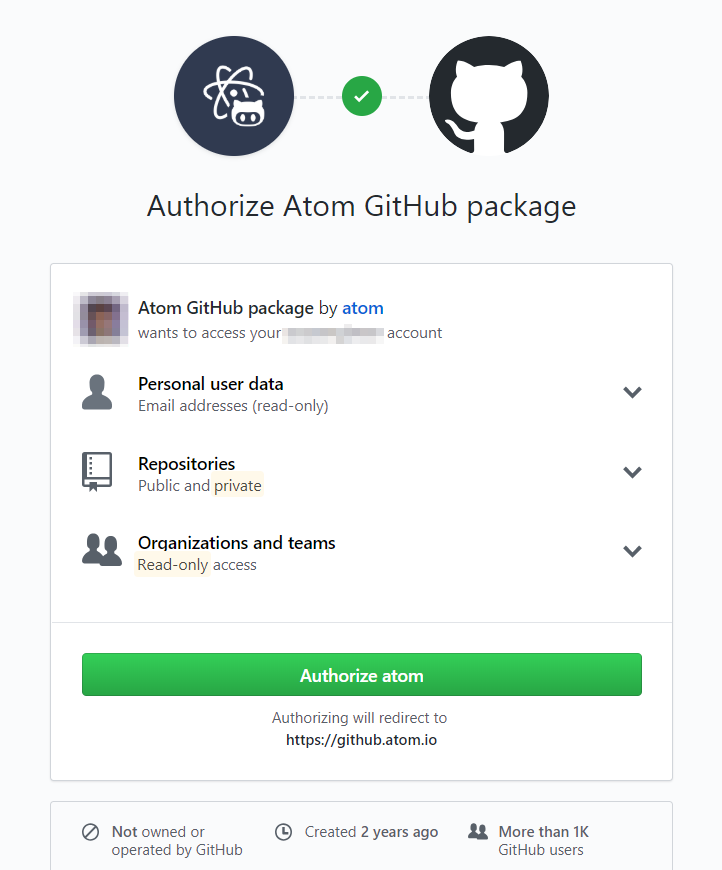 Authorize Atom GitHub package
Atom GitHub package by atom
wants to access your account
Personal user data
Email addresses (read-only)
Repositories
Public and private
Organizations and teams
Read-only access
Authorize atom
Authorizing will redirect to
https://github.atom.io
Not owned or
operated by GitHub
Created 2 years ago
More than 1K
GitHub users